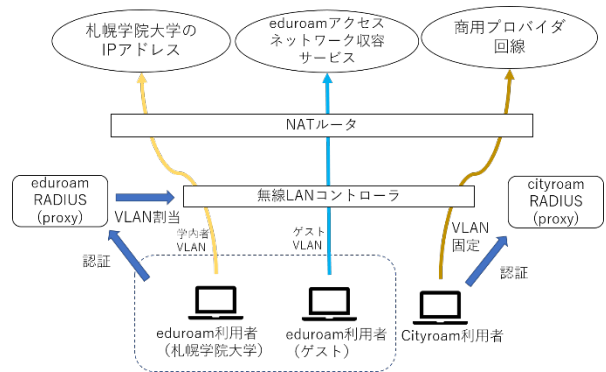 札幌学院大学の
IPアドレス
eduroamアクセス
ネットワーク収容
サービス
商用プロバイダ
回線
NATルータ
eduroam
RADIUS
(proxy)
VLAN割当
無線LANコントローラ
cityroam
RADIUS
(proxy)
学内者
VLAN
ゲスト
VLAN
VLAN
固定
認証
認証
eduroam利用者
（札幌学院大学）
eduroam利用者
（ゲスト）
Cityroam利用者